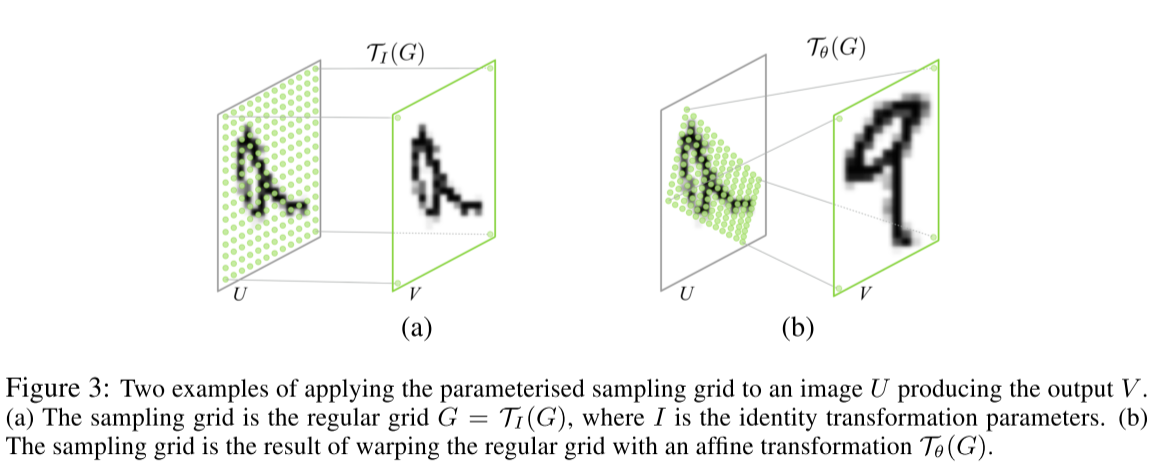 𝒯_I(G)
𝒯_θ(G)
U
V
U
V
(a)
(b)
Figure 3: Two examples of applying the parameterised sampling grid to an image U producing the output V.
(a) The sampling grid is the regular grid G = 𝒯_I(G), where I is the identity transformation parameters. (b)
The sampling grid is the result of warping the regular grid with an affine transformation 𝒯_θ(G).